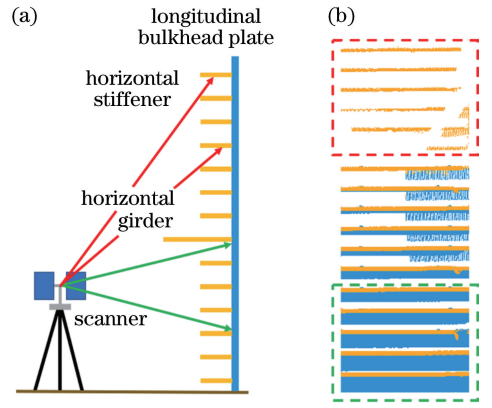 (a)
longitudinal
bulkhead plate
horizontal
stiffener
horizontal
girder
scanner
(b)